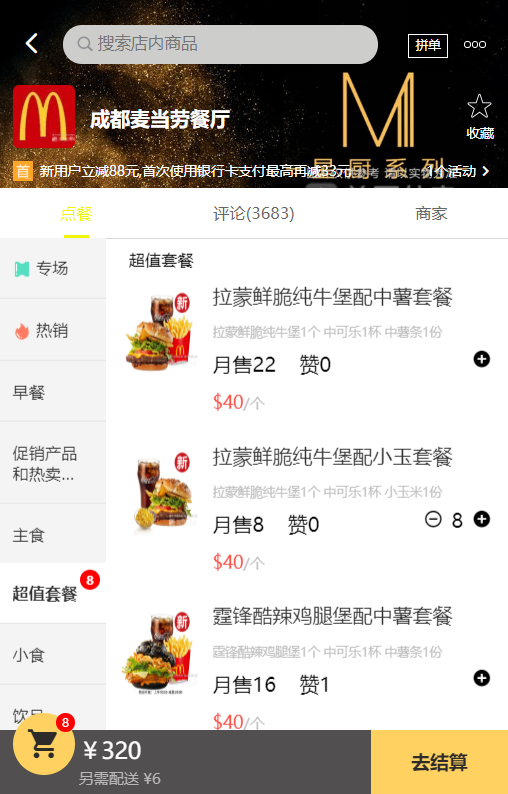 搜索店内商品
拼单
成都麦当劳餐厅
收藏
星厨系列
首 新用户立减88元,首次使用银行卡支付最高再减83元
1个活动
点餐
评论(3683)
商家
专场
热销
早餐
促销产品
和热卖...
主食
超值套餐
8
小食
饮品
超值套餐
新
拉蒙鲜脆纯牛堡配中薯套餐
拉蒙鲜脆纯牛堡1个 中可乐1杯 中薯条1份
月售22 赞0
$40/个
新
拉蒙鲜脆纯牛堡配小玉套餐
拉蒙鲜脆纯牛堡1个 中可乐1杯 小玉米1份
月售8 赞0
8
$40/个
新
霆锋酷辣鸡腿堡配中薯套餐
霆锋酷辣鸡腿堡1个 中可乐1杯 中薯条1份
月售16 赞1
$40/个
8
￥320
另需配送 ¥6
去结算